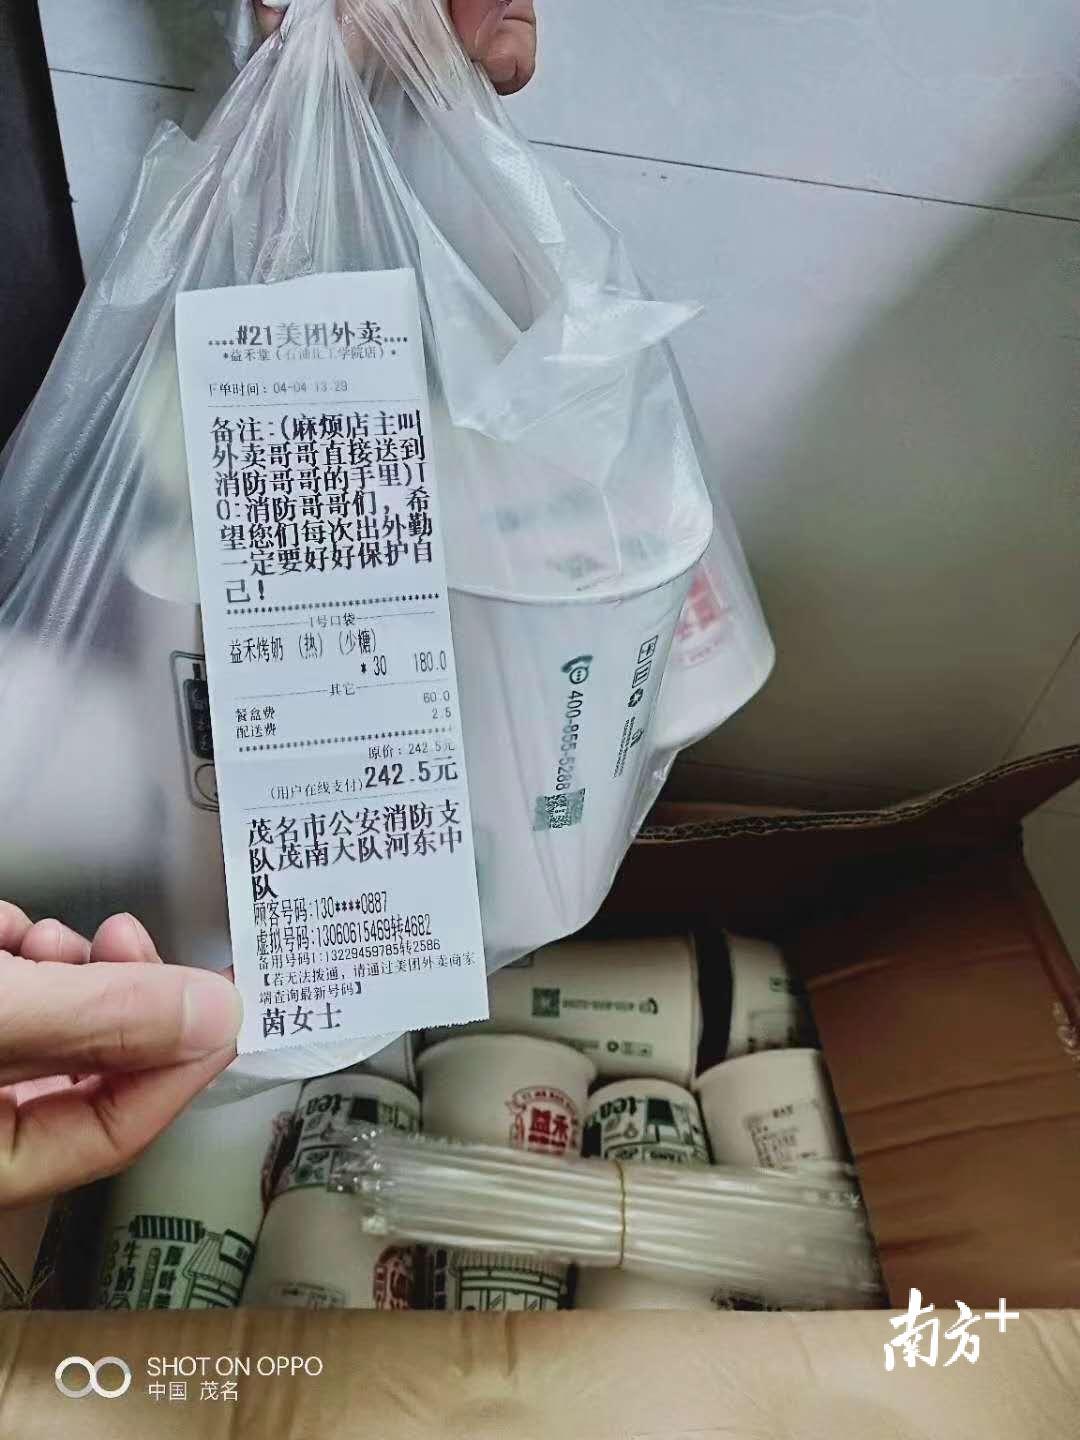 #21美团外卖
*益禾堂（石油化工学院店）*
下单时间：04-04 13:29
备注:(麻烦店主叫
外卖哥哥直接送到
消防哥哥的手里)T
O:消防哥哥们，希
望您们每次出外勤
一定要好好保护自
己！
1号口袋
益禾烤奶（热）（少糖）
* 30 180.0
其它
餐盒费 60.0
配送费 2.5
原价：242.5元
(用户在线支付)242.5元
茂名市公安消防支
队茂南大队河东中
队
顾客号码:130****0887
虚拟号码:13060615469转4682
备用号码1:13229459785转2586
【若无法拨通，请通过美团外卖商家
端查询最新号码】
茵女士
400-855-5288
400-855-5288
tea
益禾
tea
TANG
牛奶
南方+
SHOT ON OPPO
中国 茂名